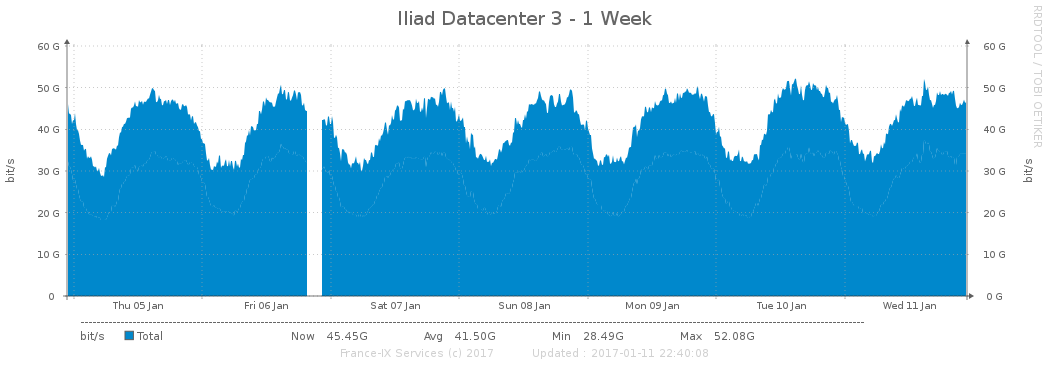 Iliad Datacenter 3 - 1 Week
RRDTOOL / TOBI OETIKER
60 G 60 G
50 G 50 G
40 G 40 G
30 G 30 G
20 G 20 G
10 G 10 G
0 0 G
bit/s
bit/s
Thu 05 Jan Fri 06 Jan Sat 07 Jan Sun 08 Jan Mon 09 Jan Tue 10 Jan Wed 11 Jan
bit/s Total Now 45.45G Avg 41.50G Min 28.49G Max 52.08G
France-IX Services (c) 2017 Updated : 2017-01-11 22:40:08